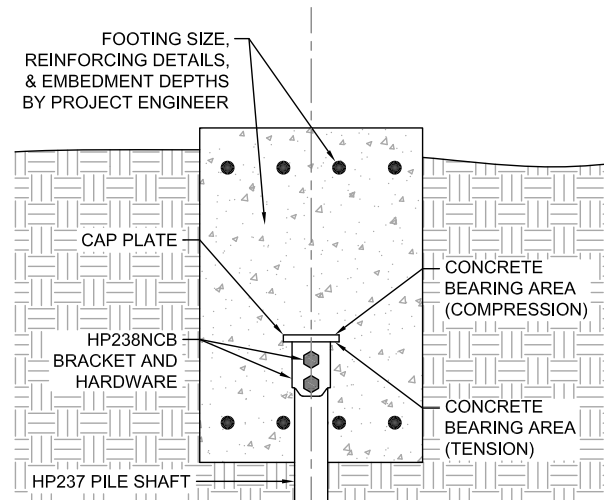 FOOTING SIZE,
REINFORCING DETAILS,
& EMBEDMENT DEPTHS
BY PROJECT ENGINEER
CAP PLATE
CONCRETE
BEARING AREA
(COMPRESSION)
HP238NCB
BRACKET AND
HARDWARE
CONCRETE
BEARING AREA
(TENSION)
HP237 PILE SHAFT